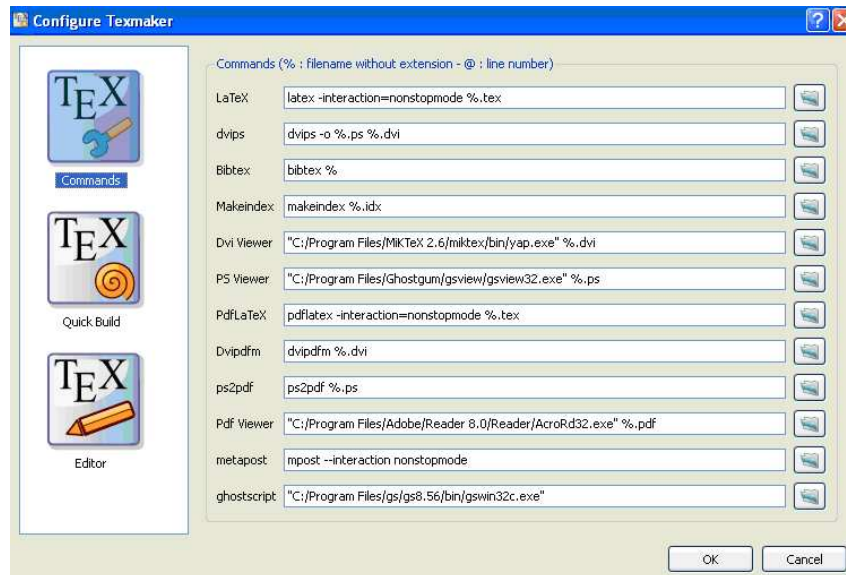 Configure Texmaker
TEX
Commands
TEX
Quick Build
TEX
Editor
Commands (% : filename without extension - @ : line number)
LaTeX latex -interaction=nonstopmode %.tex
dvips dvips -o %.ps %.dvi
Bibtex bibtex %
Makeindex makeindex %.idx
Dvi Viewer "C:/Program Files/MiKTeX 2.6/miktex/bin/yap.exe" %.dvi
PS Viewer "C:/Program Files/Ghostgum/gsview/gsview32.exe" %.ps
PdfLaTeX pdflatex -interaction=nonstopmode %.tex
Dvipdfm dvipdfm %.dvi
ps2pdf ps2pdf %.ps
Pdf Viewer "C:/Program Files/Adobe/Reader 8.0/Reader/AcroRd32.exe" %.pdf
metapost mpost --interaction nonstopmode
ghostscript "C:/Program Files/gs/gs8.56/bin/gswin32c.exe"
OK Cancel